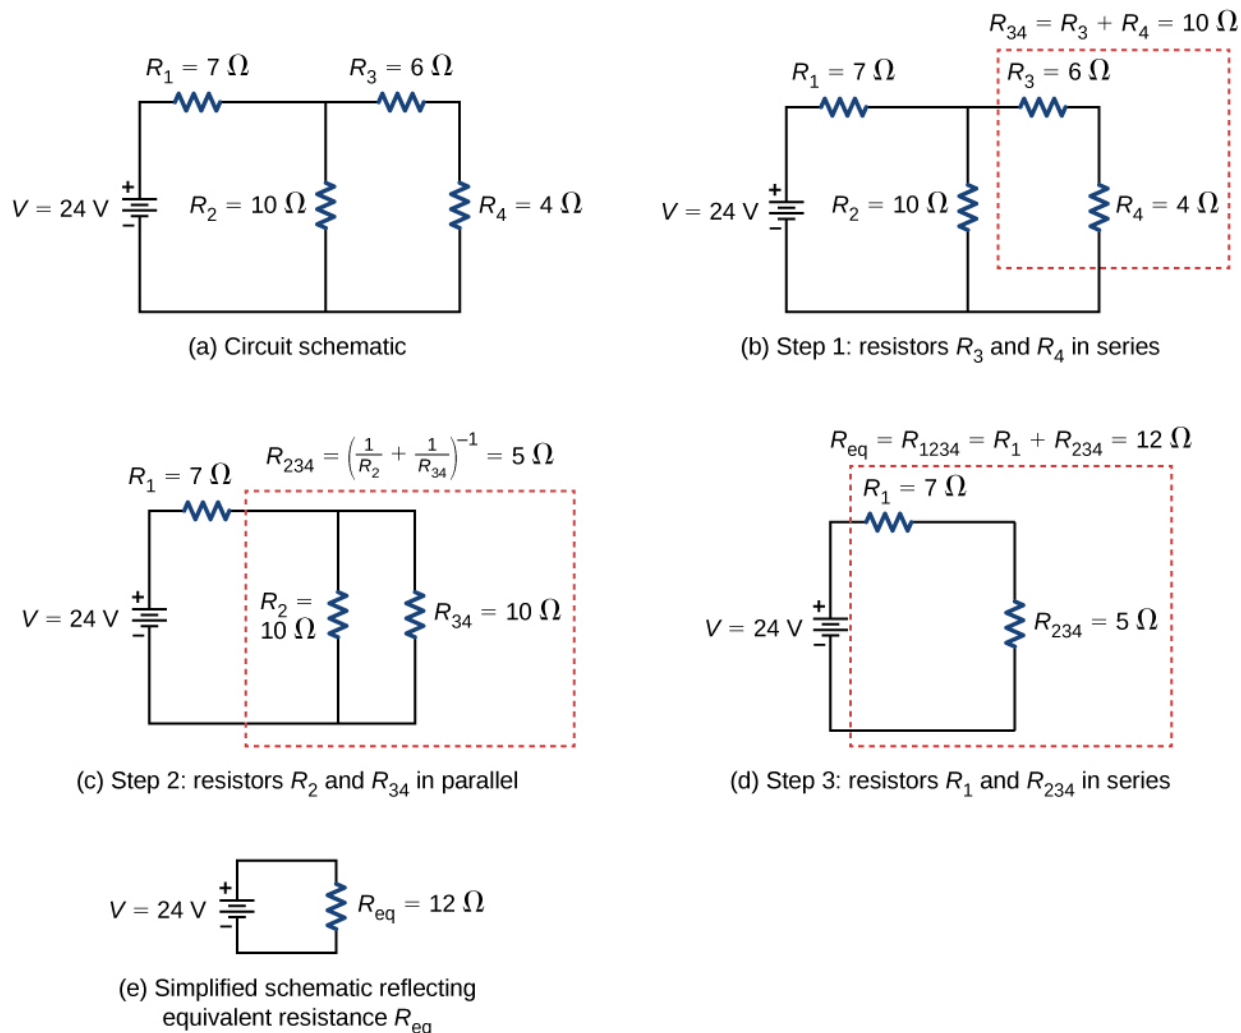 R₁ = 7 Ω
R₃ = 6 Ω
V = 24 V
+
−
R₂ = 10 Ω
R₄ = 4 Ω
(a) Circuit schematic
R₃₄ = R₃ + R₄ = 10 Ω
R₁ = 7 Ω
R₃ = 6 Ω
V = 24 V
+
−
R₂ = 10 Ω
R₄ = 4 Ω
(b) Step 1: resistors R₃ and R₄ in series
R₂₃₄ = (1/R₂ + 1/R₃₄)⁻¹ = 5 Ω
R₁ = 7 Ω
V = 24 V
+
−
R₂ =
10 Ω
R₃₄ = 10 Ω
(c) Step 2: resistors R₂ and R₃₄ in parallel
R_eq = R₁₂₃₄ = R₁ + R₂₃₄ = 12 Ω
R₁ = 7 Ω
V = 24 V
+
−
R₂₃₄ = 5 Ω
(d) Step 3: resistors R₁ and R₂₃₄ in series
V = 24 V
+
−
R_eq = 12 Ω
(e) Simplified schematic reflecting
equivalent resistance R_eq